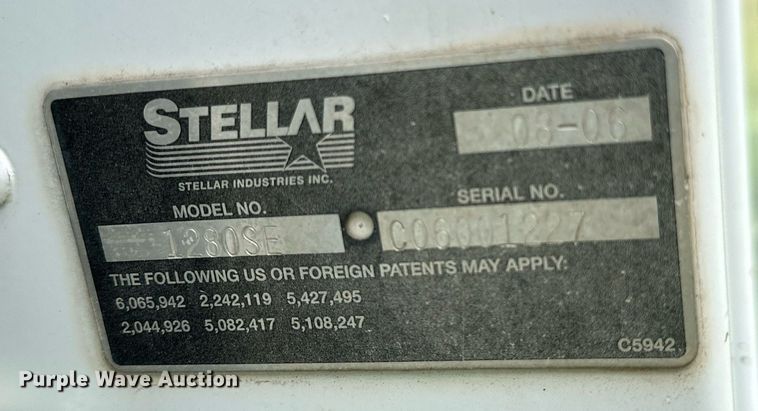 STELLAR
STELLAR INDUSTRIES INC.
DATE
03-06
MODEL NO.
1280SE
SERIAL NO.
C06301227
THE FOLLOWING US OR FOREIGN PATENTS MAY APPLY:
6,065,942 2,242,119 5,427,495
2,044,926 5,082,417 5,108,247
C5942
Purple Wave Auction